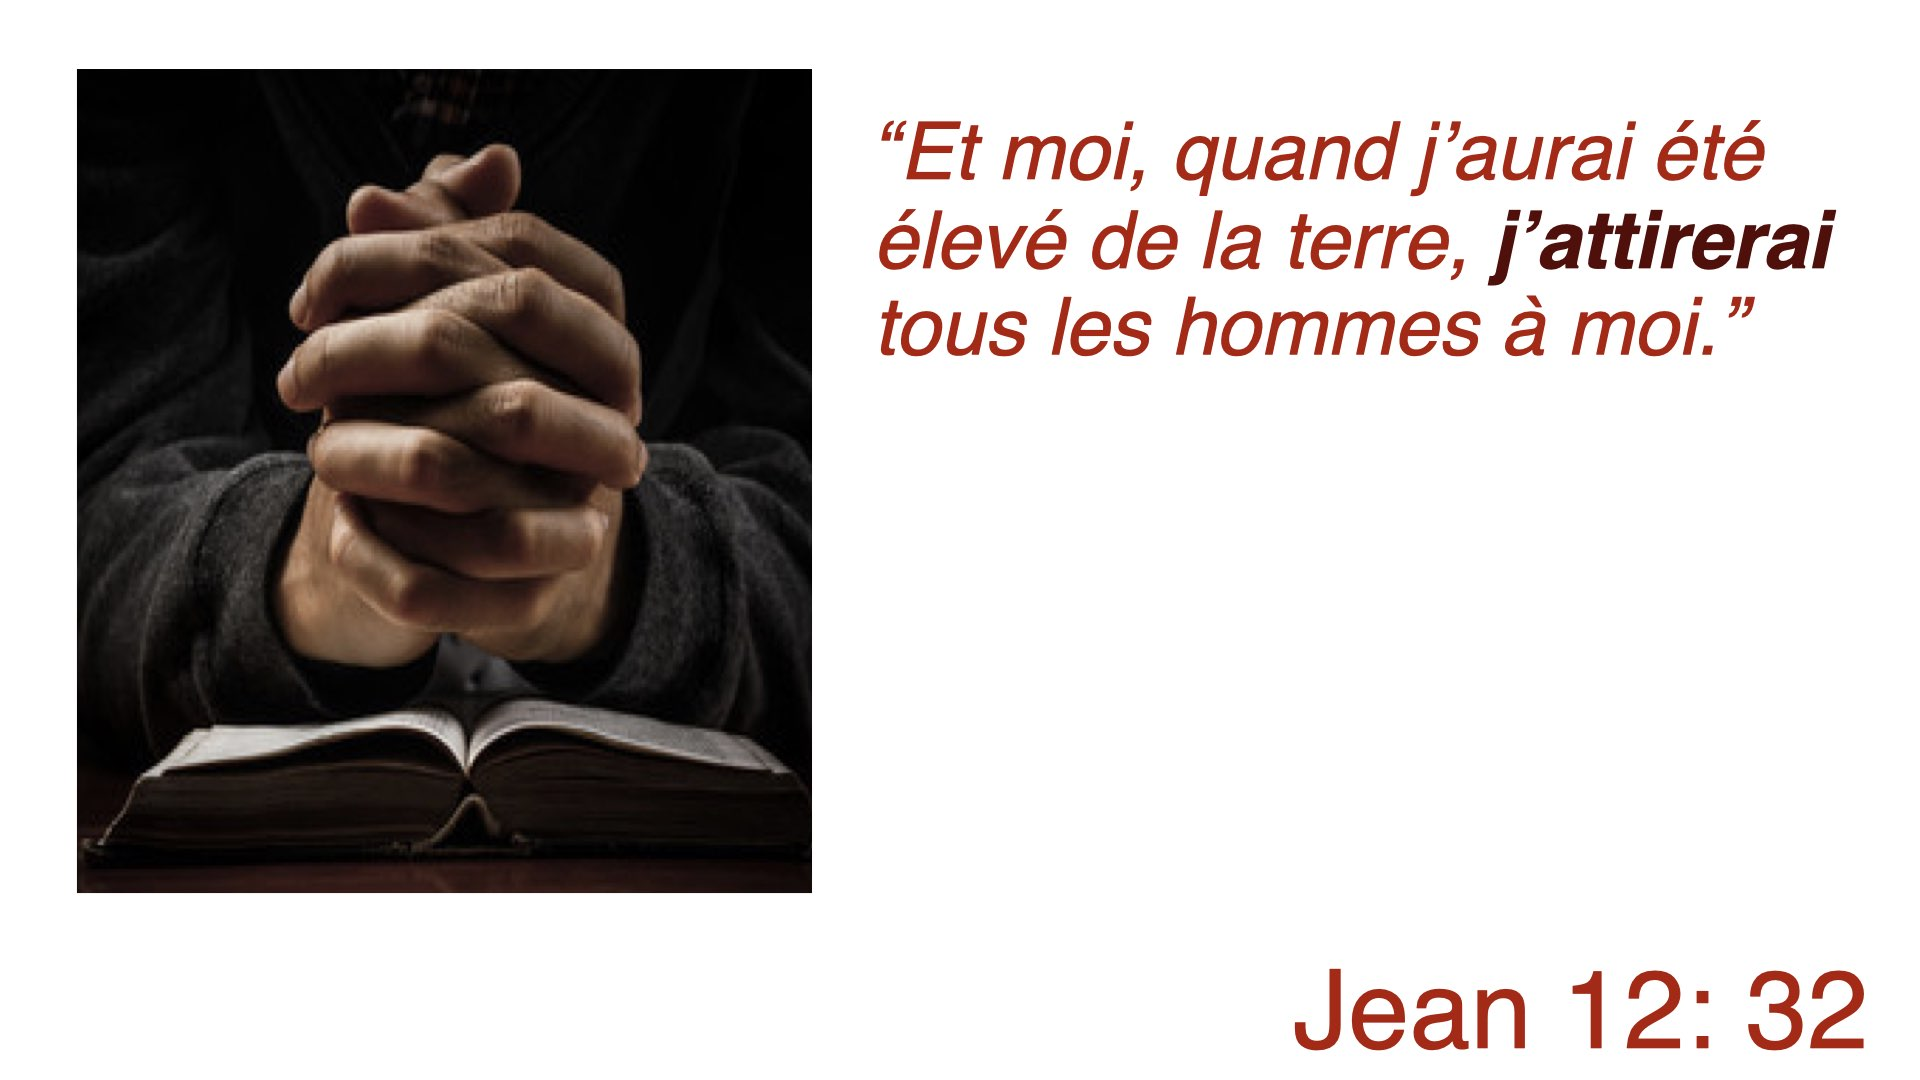 “Et moi, quand j’aurai été
élevé de la terre, j’attirerai
tous les hommes à moi.”
Jean 12: 32